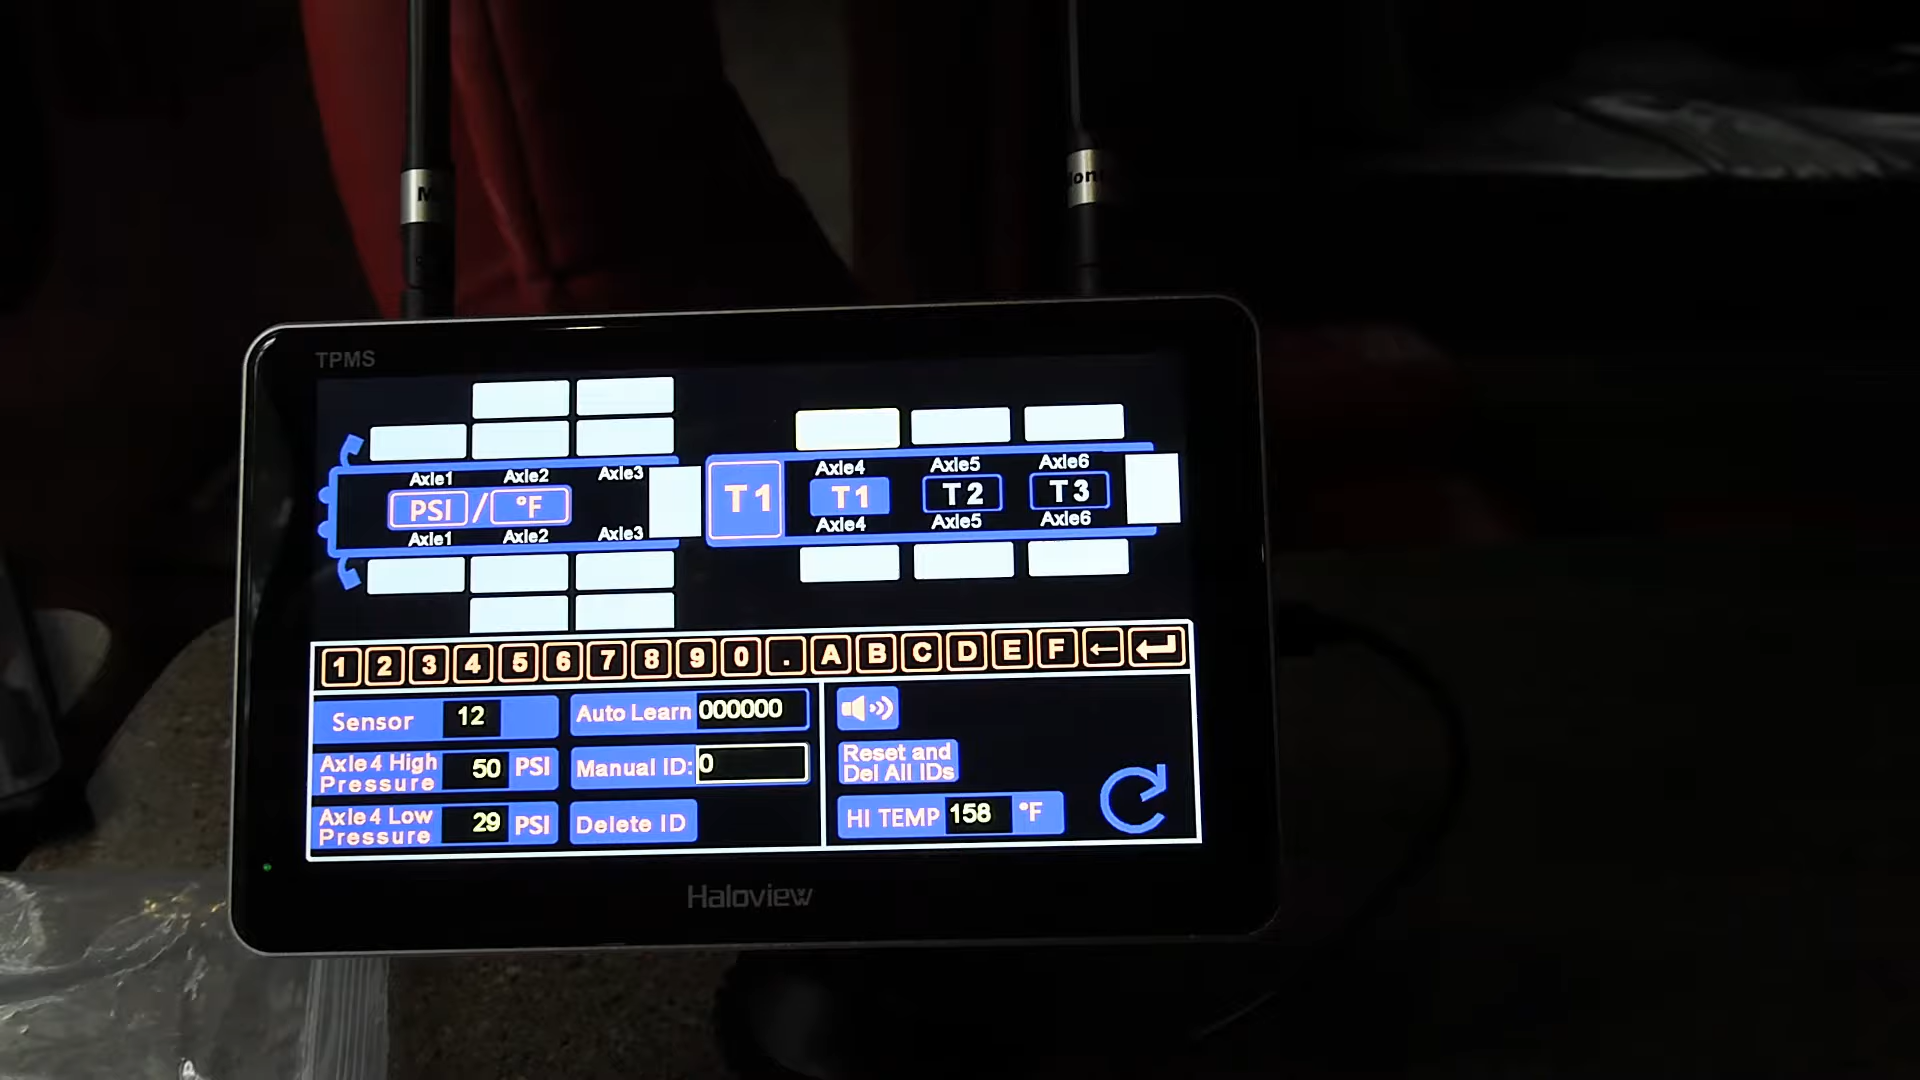 TPMS
Axle1 Axle2 Axle3
Axle4 Axle5 Axle6
PSI / °F
T1
T1 T2 T3
Axle1 Axle2 Axle3
Axle4 Axle5 Axle6
1 2 3 4 5 6 7 8 9 0 . A B C D E F ←
Sensor 12
Auto Learn 000000
Axle4 High Pressure 50 PSI
Manual ID: 0
Axle4 Low Pressure 29 PSI
Delete ID
Reset and
Del All IDs
HI TEMP 158 °F
Haloview